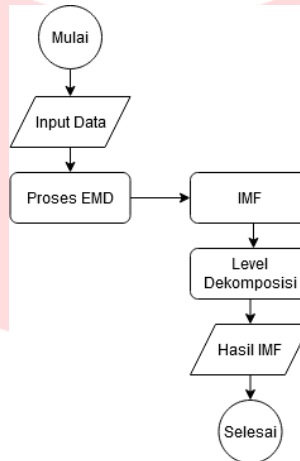 Mulai
Input Data
Proses EMD
IMF
Level
Dekomposisi
Hasil IMF
Selesai